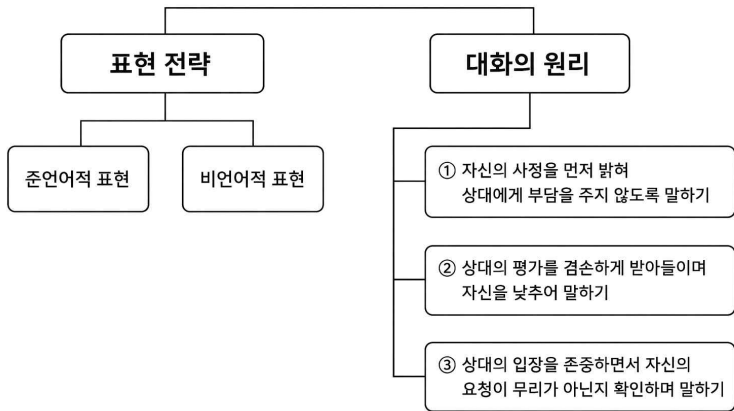 표현 전략
대화의 원리
준언어적 표현
비언어적 표현
① 자신의 사정을 먼저 밝혀
상대에게 부담을 주지 않도록 말하기
② 상대의 평가를 겸손하게 받아들이며
자신을 낮추어 말하기
③ 상대의 입장을 존중하면서 자신의
요청이 무리가 아닌지 확인하며 말하기